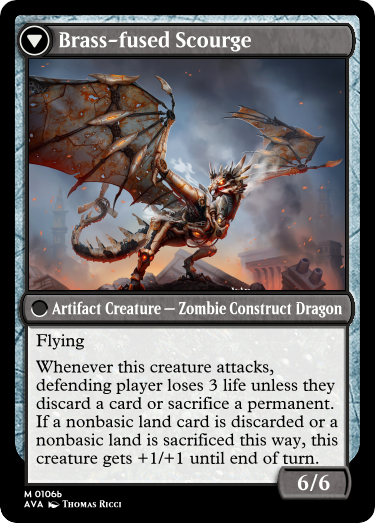 Brass-fused Scourge
Artifact Creature — Zombie Construct Dragon
Flying
Whenever this creature attacks,
defending player loses 3 life unless they
discard a card or sacrifice a permanent.
If a nonbasic land card is discarded or a
nonbasic land is sacrificed this way, this
creature gets +1/+1 until end of turn.
6/6
M 0106b
AVA Thomas Ricci